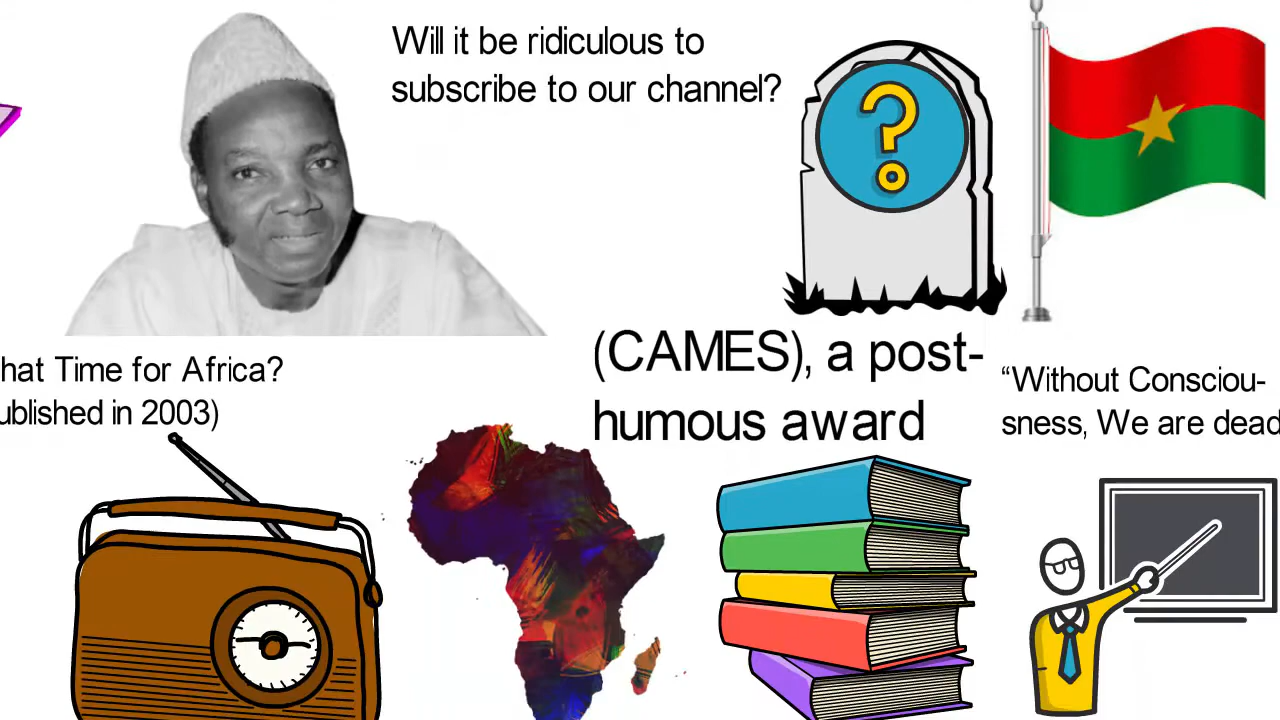 Will it be ridiculous to
subscribe to our channel?
(CAMES), a post-
humous award
hat Time for Africa?
ublished in 2003)
“Without Consciou-
sness, We are dead